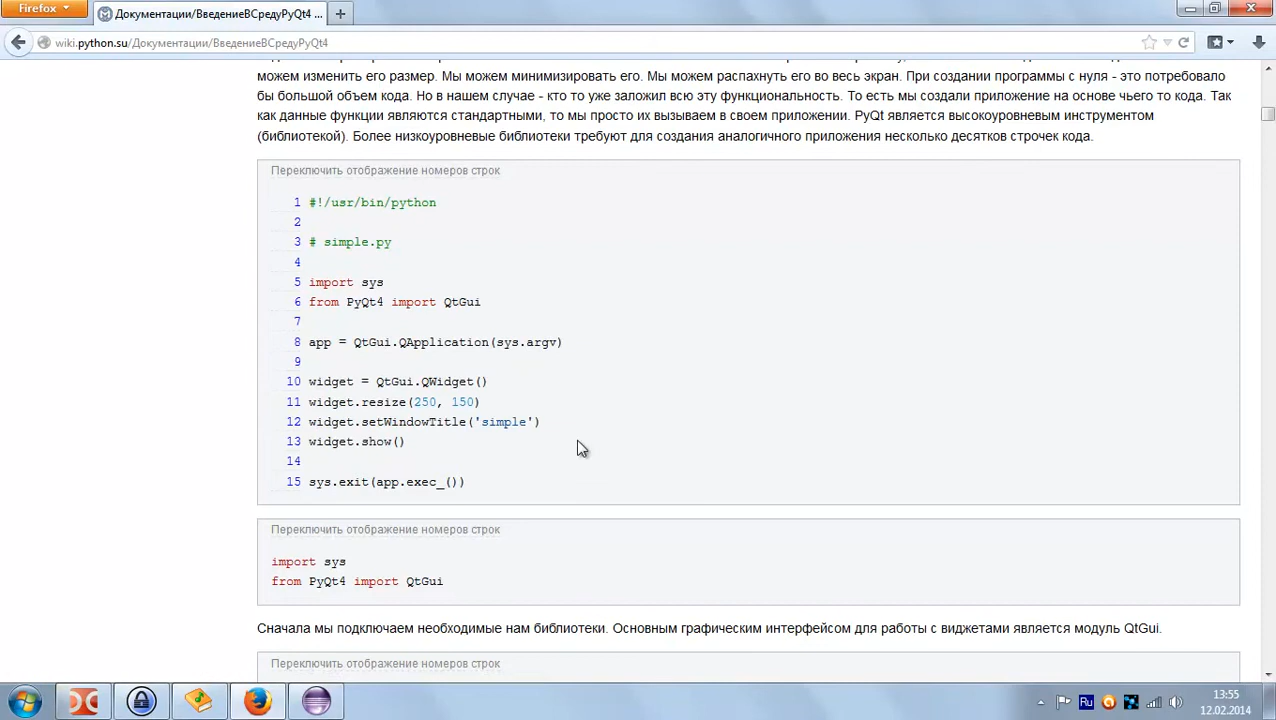 Firefox
Документации/ВведениеВСредуPyQt4 ...
wiki.python.su/Документации/ВведениеВСредуPyQt4
можем изменить его размер. Мы можем минимизировать его. Мы можем распахнуть его во весь экран. При создании программы с нуля - это потребовало
бы большой объем кода. Но в нашем случае - кто то уже заложил всю эту функциональность. То есть мы создали приложение на основе чьего то кода. Так
как данные функции являются стандартными, то мы просто их вызываем в своем приложении. PyQt является высокоуровневым инструментом
(библиотекой). Более низкоуровневые библиотеки требуют для создания аналогичного приложения несколько десятков строчек кода.
Переключить отображение номеров строк
1 #!/usr/bin/python
2
3 # simple.py
4
5 import sys
6 from PyQt4 import QtGui
7
8 app = QtGui.QApplication(sys.argv)
9
10 widget = QtGui.QWidget()
11 widget.resize(250, 150)
12 widget.setWindowTitle('simple')
13 widget.show()
14
15 sys.exit(app.exec_())
Переключить отображение номеров строк
import sys
from PyQt4 import QtGui
Сначала мы подключаем необходимые нам библиотеки. Основным графическим интерфейсом для работы с виджетами является модуль QtGui.
Переключить отображение номеров строк
Ru
13:55
12.02.2014